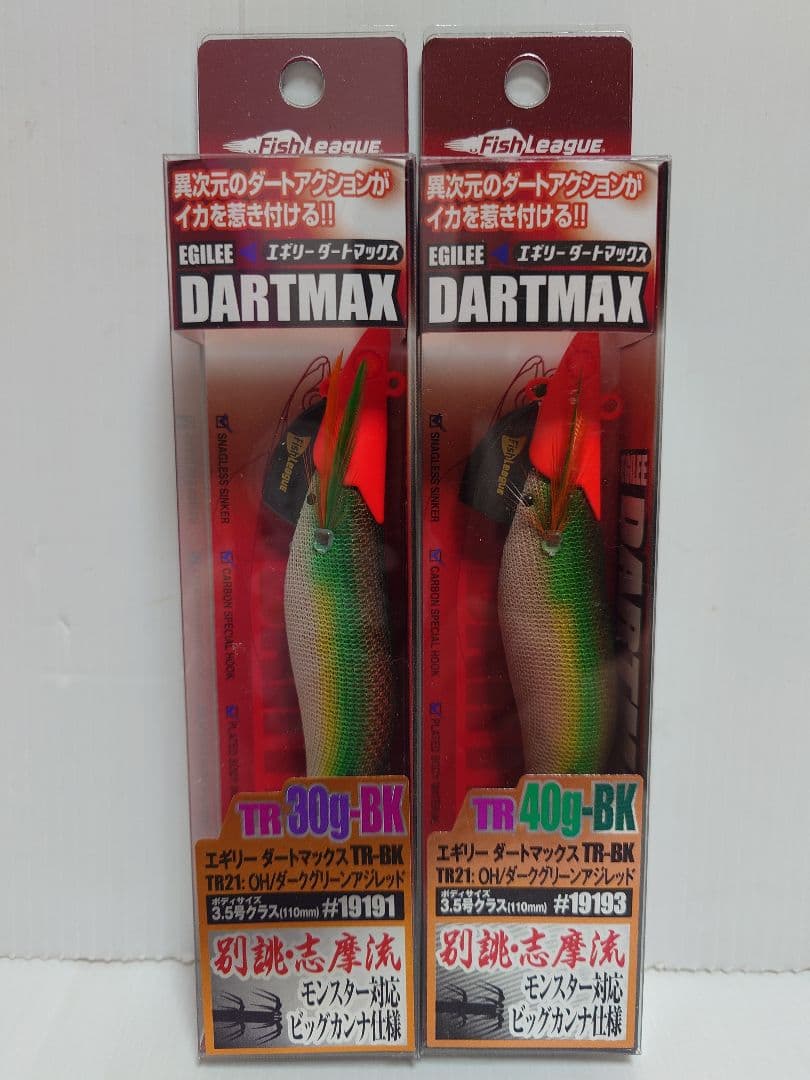 FishLeague
異次元のダートアクションが
イカを惹き付ける!!
EGILEE エギリー ダートマックス
DARTMAX
FishLeague
SNAGLESS SINKER
CARBON SPECIAL HOOK
TR 30g-BK
エギリー ダートマックス TR-BK
TR21: OH/ダークグリーンアジレッド
ボディサイズ
3.5号クラス(110mm) #19191
別誂・志摩流
モンスター対応
ビッグカンナ仕様
FishLeague
異次元のダートアクションが
イカを惹き付ける!!
EGILEE エギリー ダートマックス
DARTMAX
FishLeague
SNAGLESS SINKER
CARBON SPECIAL HOOK
TR 40g-BK
エギリー ダートマックス TR-BK
TR21: OH/ダークグリーンアジレッド
ボディサイズ
3.5号クラス(110mm) #19193
別誂・志摩流
モンスター対応
ビッグカンナ仕様